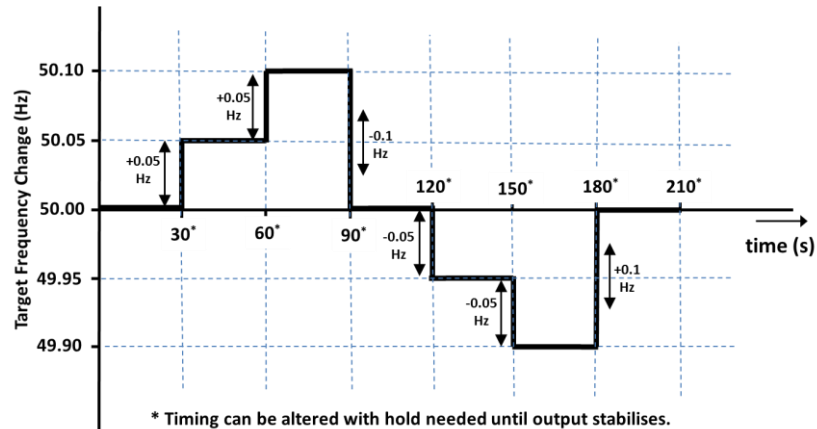 Target Frequency Change (Hz)
50.10
50.05
50.00
49.95
49.90
+0.05
Hz
+0.05
Hz
-0.1
Hz
30*
60*
90*
120*
150*
180*
210*
-0.05
Hz
-0.05
Hz
+0.1
Hz
time (s)
* Timing can be altered with hold needed until output stabilises.